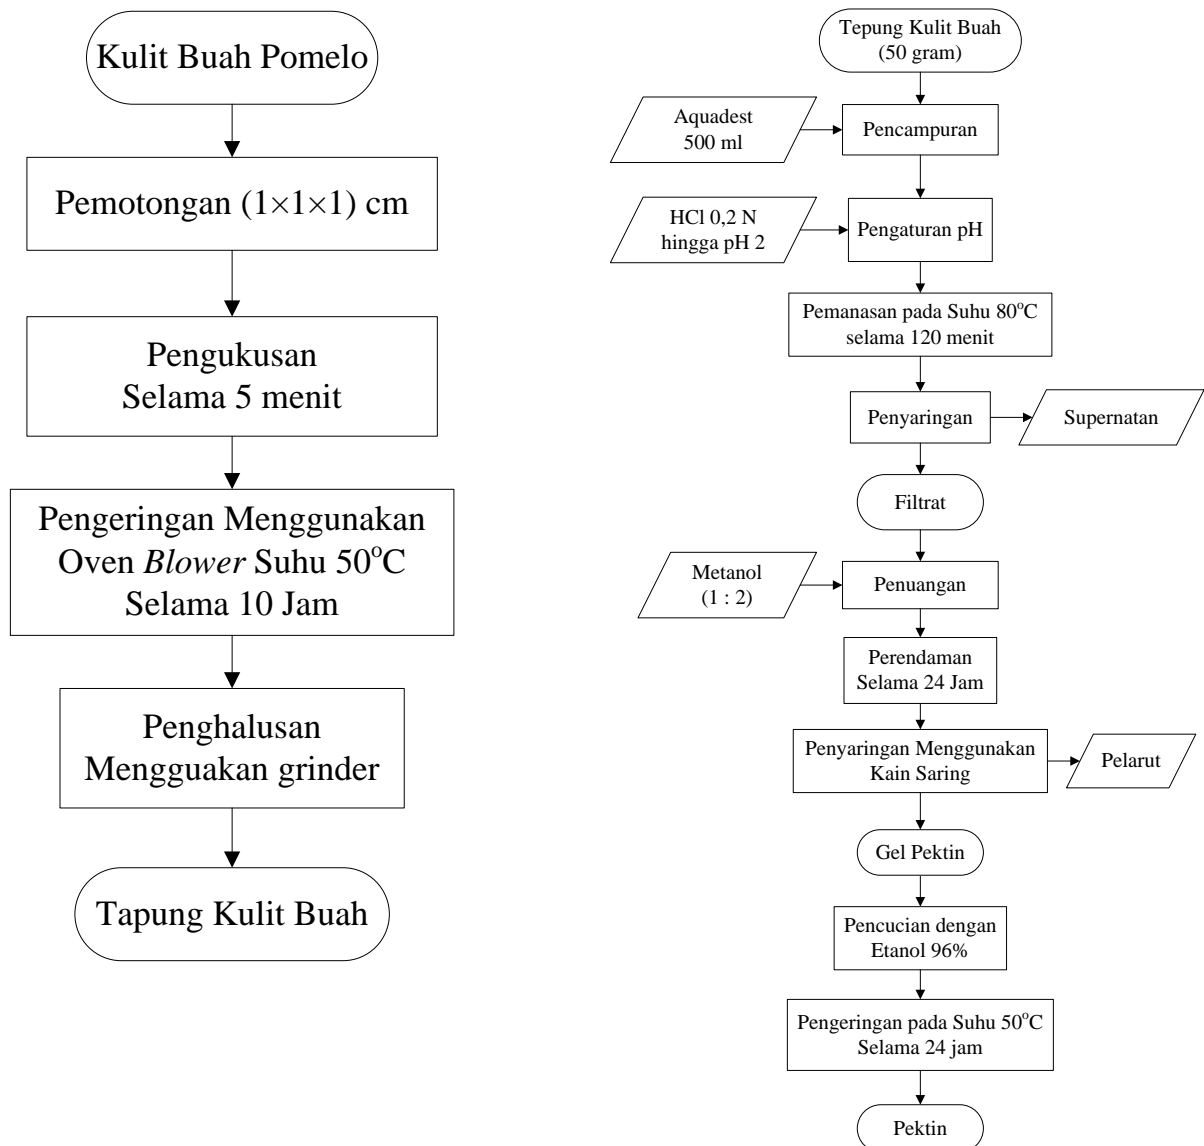 Kulit Buah Pomelo
Pemotongan (1×1×1) cm
Pengukusan
Selama 5 menit
Pengeringan Menggunakan
Oven Blower Suhu 50°C
Selama 10 Jam
Penghalusan
Mengguakan grinder
Tapung Kulit Buah
Tepung Kulit Buah
(50 gram)
Aquadest
500 ml
Pencampuran
HCl 0,2 N
hingga pH 2
Pengaturan pH
Pemanasan pada Suhu 80°C
selama 120 menit
Penyaringan
Supernatan
Filtrat
Metanol
(1 : 2)
Penuangan
Perendaman
Selama 24 Jam
Penyaringan Menggunakan
Kain Saring
Pelarut
Gel Pektin
Pencucian dengan
Etanol 96%
Pengeringan pada Suhu 50°C
Selama 24 jam
Pektin